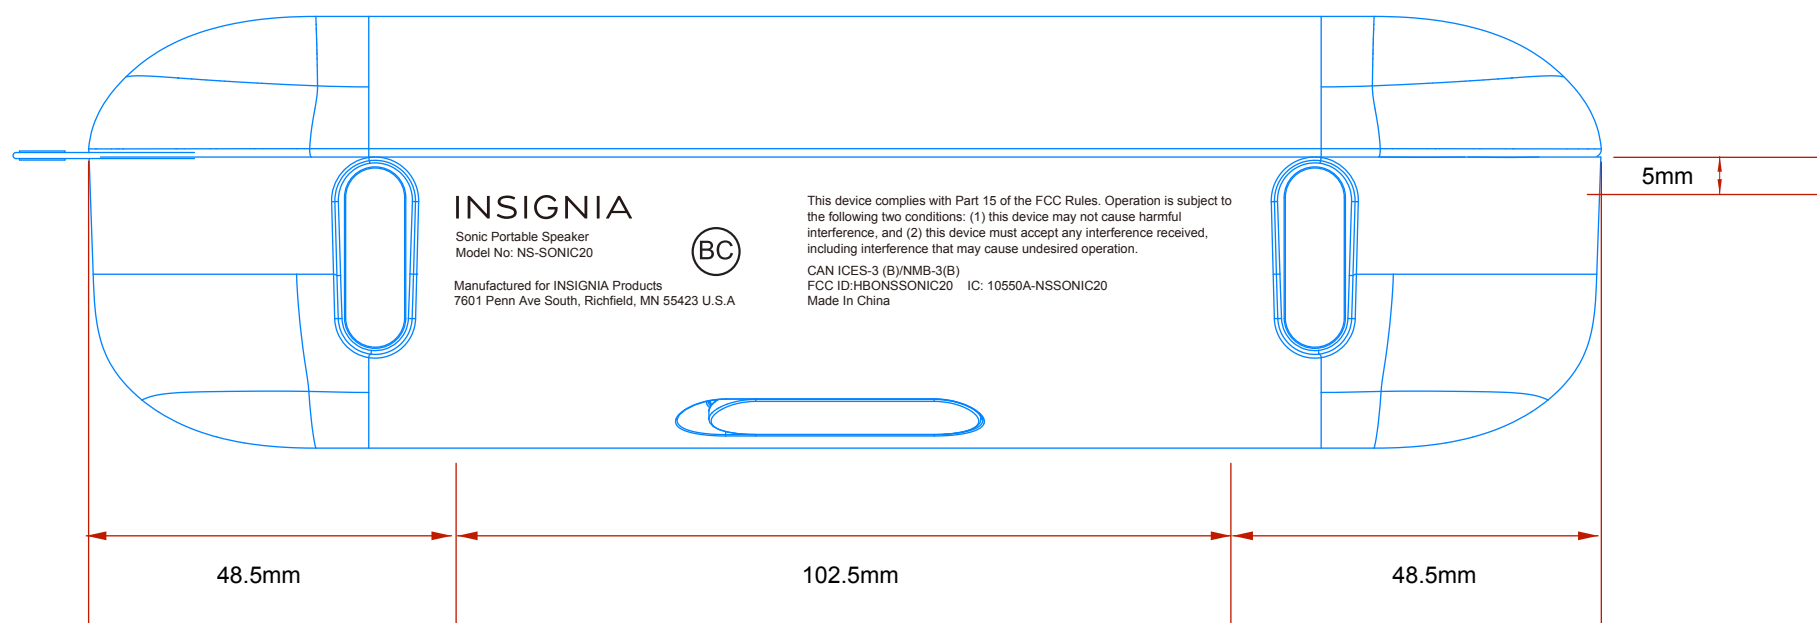 INSIGNIA
Sonic Portable Speaker
Model No: NS-SONIC20
BC
Manufactured for INSIGNIA Products
7601 Penn Ave South, Richfield, MN 55423 U.S.A
This device complies with Part 15 of the FCC Rules. Operation is subject to
the following two conditions: (1) this device may not cause harmful
interference, and (2) this device must accept any interference received,
including interference that may cause undesired operation.
CAN ICES-3 (B)/NMB-3(B)
FCC ID:HBONSSONIC20 IC: 10550A-NSSONIC20
Made In China
5mm
48.5mm
102.5mm
48.5mm